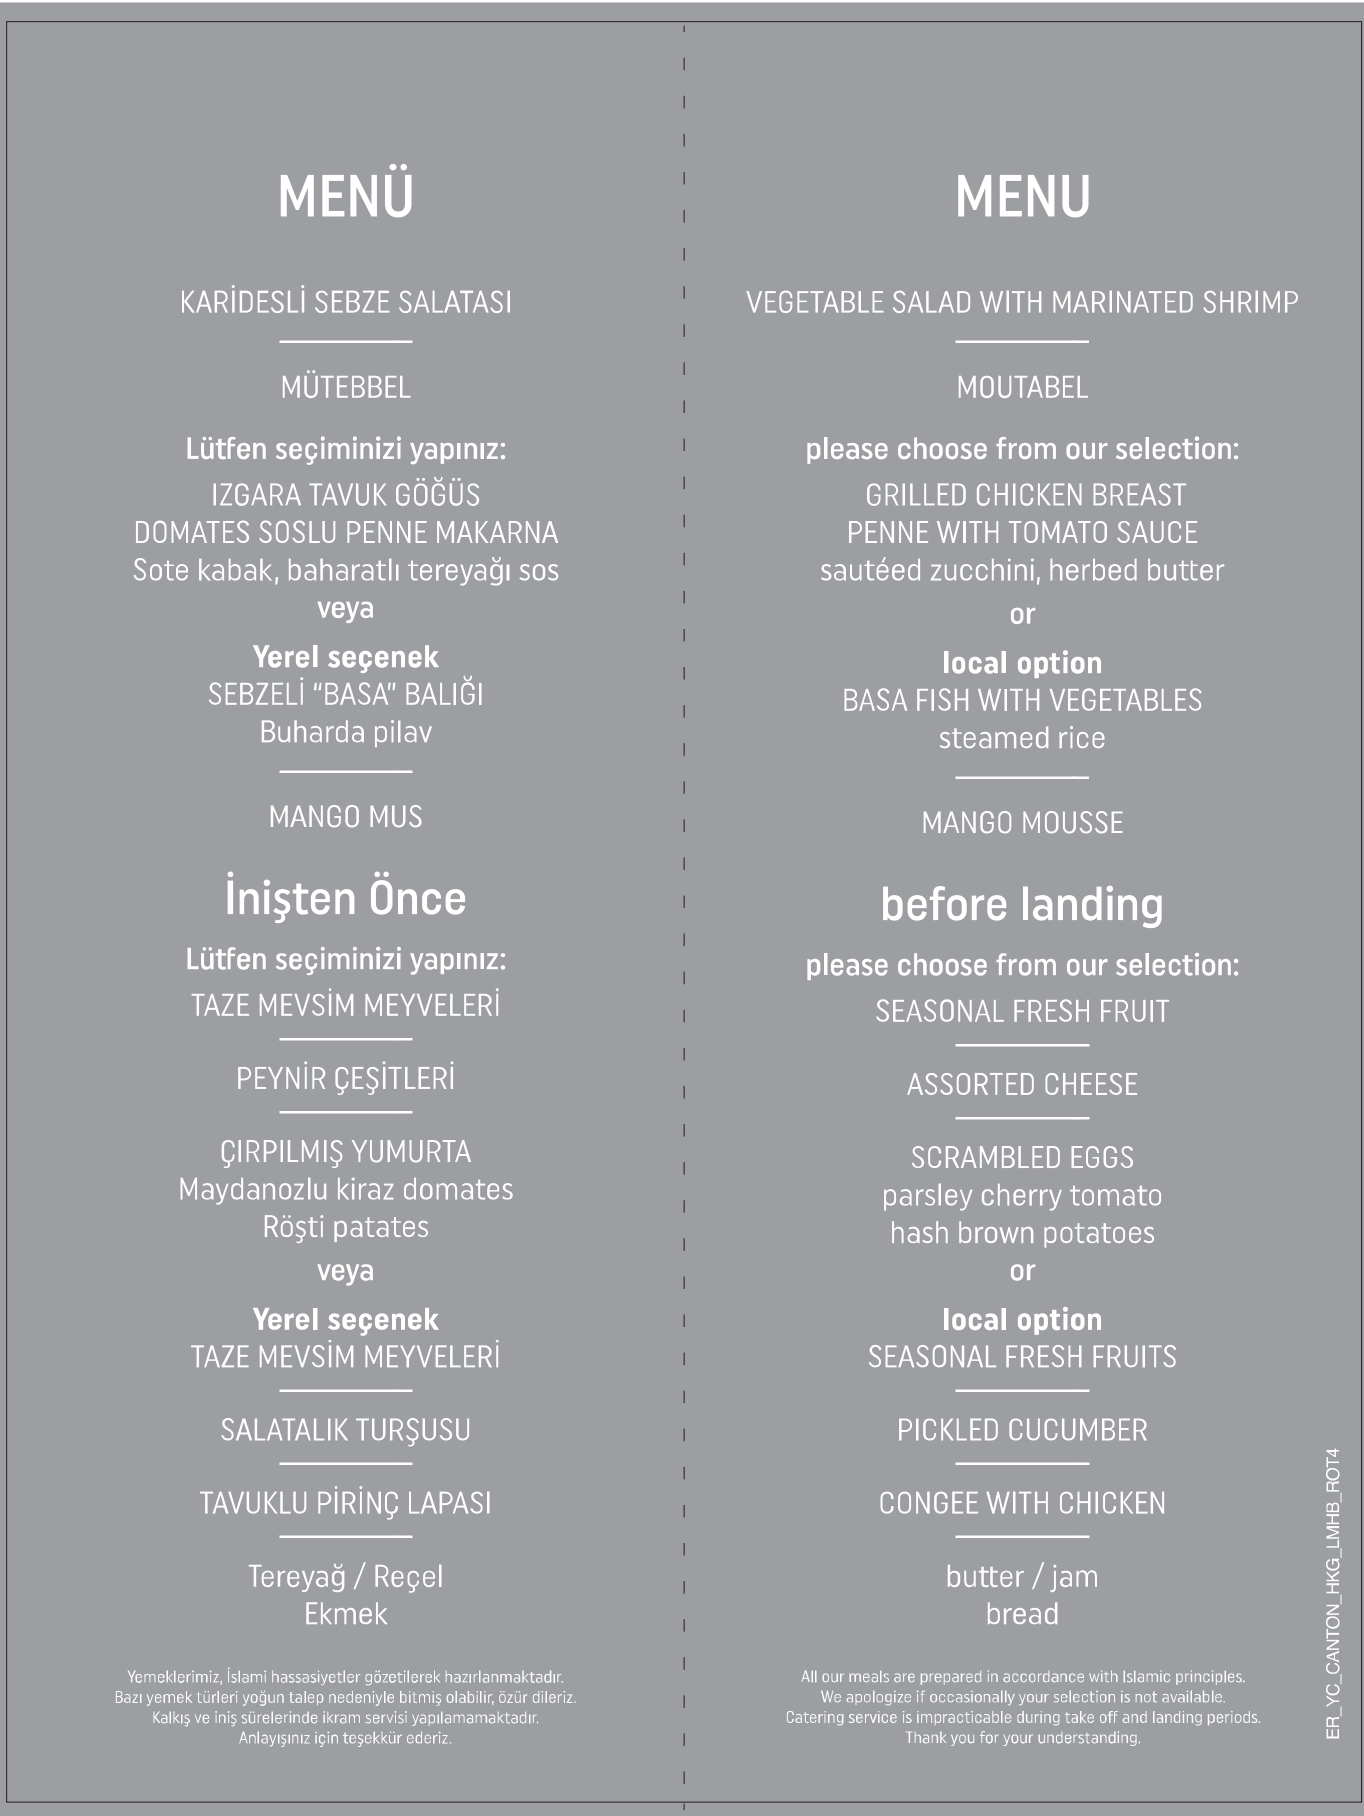 MENÜ
KARİDESLİ SEBZE SALATASI
MÜTEBBEL
Lütfen seçiminizi yapınız:
IZGARA TAVUK GÖĞÜS
DOMATES SOSLU PENNE MAKARNA
Sote kabak, baharatlı tereyağı sos
veya
Yerel seçenek
SEBZELİ “BASA” BALIĞI
Buharda pilav
MANGO MUS
İnişten Önce
Lütfen seçiminizi yapınız:
TAZE MEVSİM MEYVELERİ
PEYNİR ÇEŞİTLERİ
ÇIRPILMIŞ YUMURTA
Maydanozlu kiraz domates
Röşti patates
veya
Yerel seçenek
TAZE MEVSİM MEYVELERİ
SALATALIK TURŞUSU
TAVUKLU PİRİNÇ LAPASI
Tereyağ / Reçel
Ekmek
Yemeklerimiz, İslami hassasiyetler gözetilerek hazırlanmaktadır.
Bazı yemek türleri yoğun talep nedeniyle bitmiş olabilir, özür dileriz.
Kalkış ve iniş sürelerinde ikram servisi yapılamamaktadır.
Anlayışınız için teşekkür ederiz.
MENU
VEGETABLE SALAD WITH MARINATED SHRIMP
MOUTABEL
please choose from our selection:
GRILLED CHICKEN BREAST
PENNE WITH TOMATO SAUCE
sautéed zucchini, herbed butter
or
local option
BASA FISH WITH VEGETABLES
steamed rice
MANGO MOUSSE
before landing
please choose from our selection:
SEASONAL FRESH FRUIT
ASSORTED CHEESE
SCRAMBLED EGGS
parsley cherry tomato
hash brown potatoes
or
local option
SEASONAL FRESH FRUITS
PICKLED CUCUMBER
CONGEE WITH CHICKEN
butter / jam
bread
All our meals are prepared in accordance with Islamic principles.
We apologize if occasionally your selection is not available.
Catering service is impracticable during take off and landing periods.
Thank you for your understanding.
ER_YC_CANTON_HKG_LMHB_ROT4